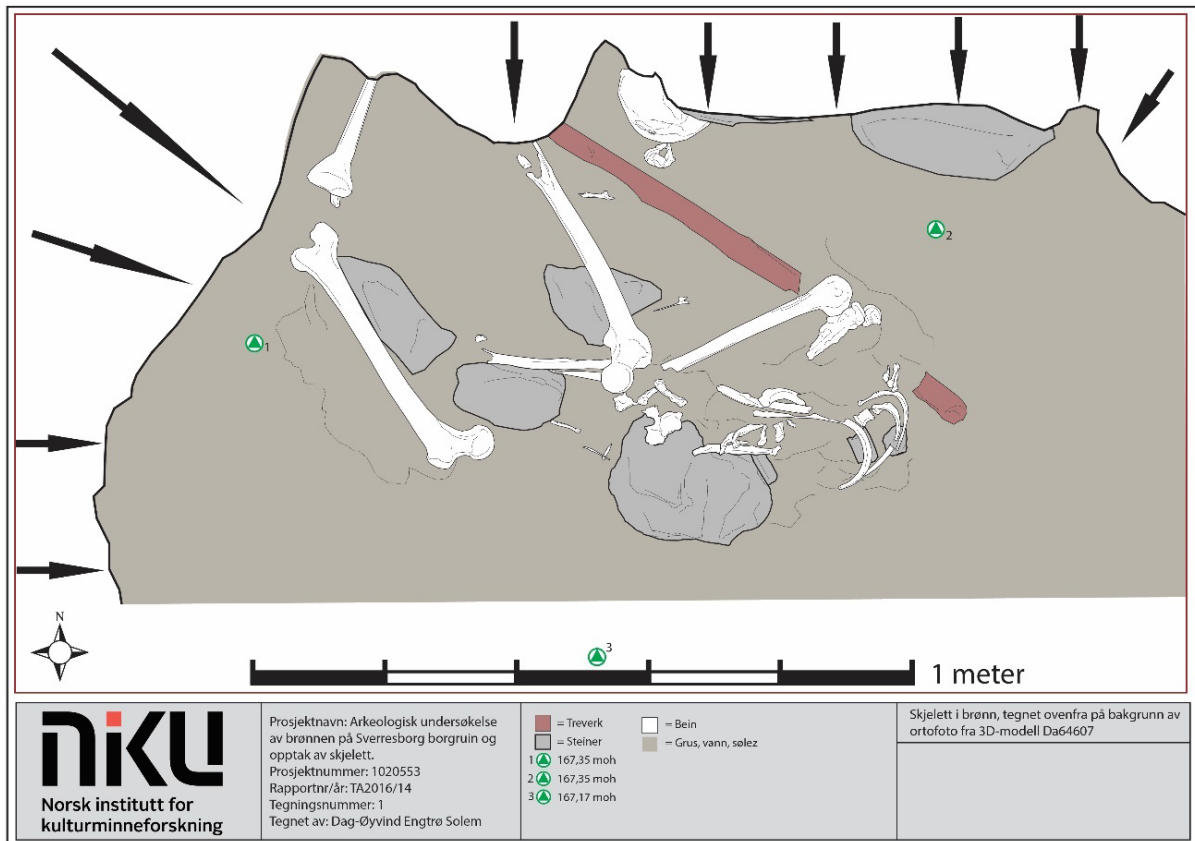 1
2
N
3
1 meter
NIKU
Norsk institutt for
kulturminneforskning
Prosjektnavn: Arkeologisk undersøkelse
av brønnen på Sverresborg borgruin og
opptak av skjelett.
Prosjektnummer: 1020553
Rapportnr/år: TA2016/14
Tegningsnummer: 1
Tegnet av: Dag-Øyvind Engtrø Solem
= Treverk
= Steiner
1 167,35 moh
2 167,35 moh
3 167,17 moh
= Bein
= Grus, vann, sølez
Skjelett i brønn, tegnet ovenfra på bakgrunn av
ortofoto fra 3D-modell Da64607